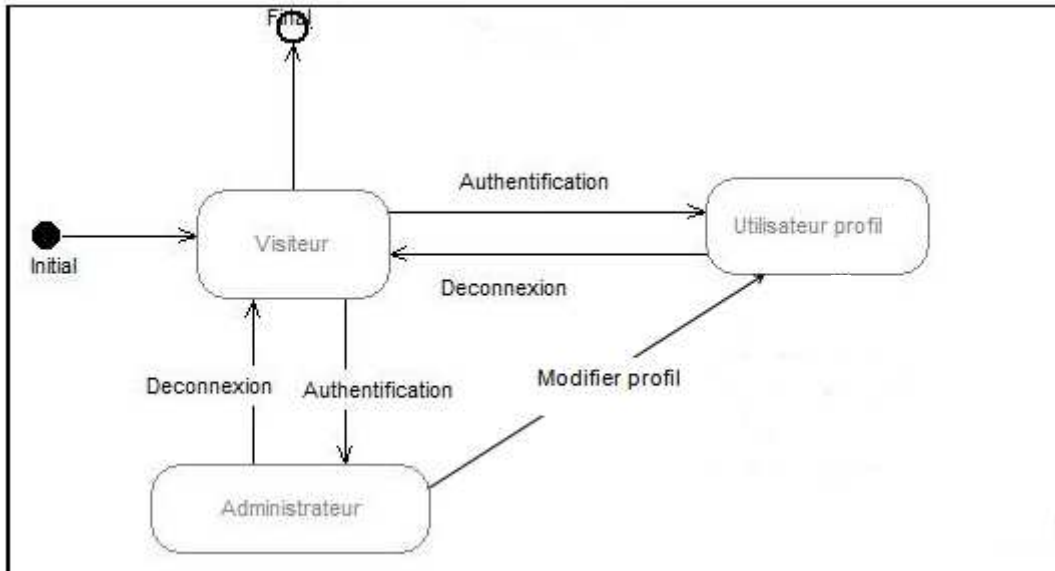 Final
Authentification
Utilisateur profil
Visiteur
Initial
Deconnexion
Modifier profil
Deconnexion
Authentification
Administrateur